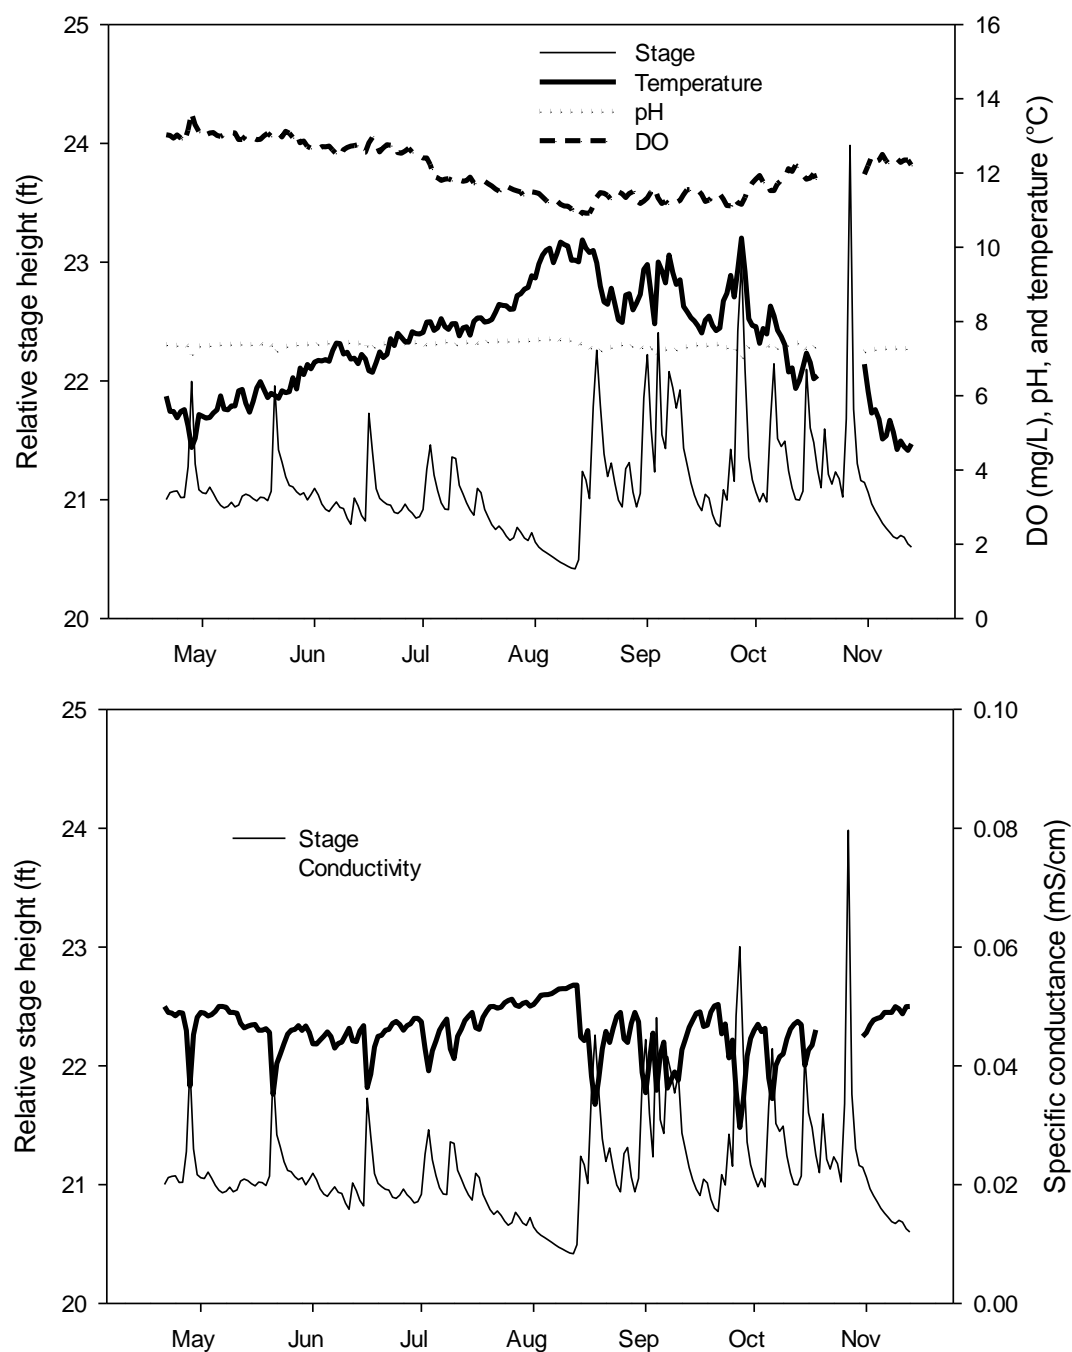 25
24
23
22
21
20
Relative stage height (ft)
Stage
Temperature
pH
DO
16
14
12
10
8
6
4
2
0
DO (mg/L), pH, and temperature (°C)
May Jun Jul Aug Sep Oct Nov
25
24
23
22
21
20
Relative stage height (ft)
Stage
Conductivity
0.10
0.08
0.06
0.04
0.02
0.00
Specific conductance (mS/cm)
May Jun Jul Aug Sep Oct Nov